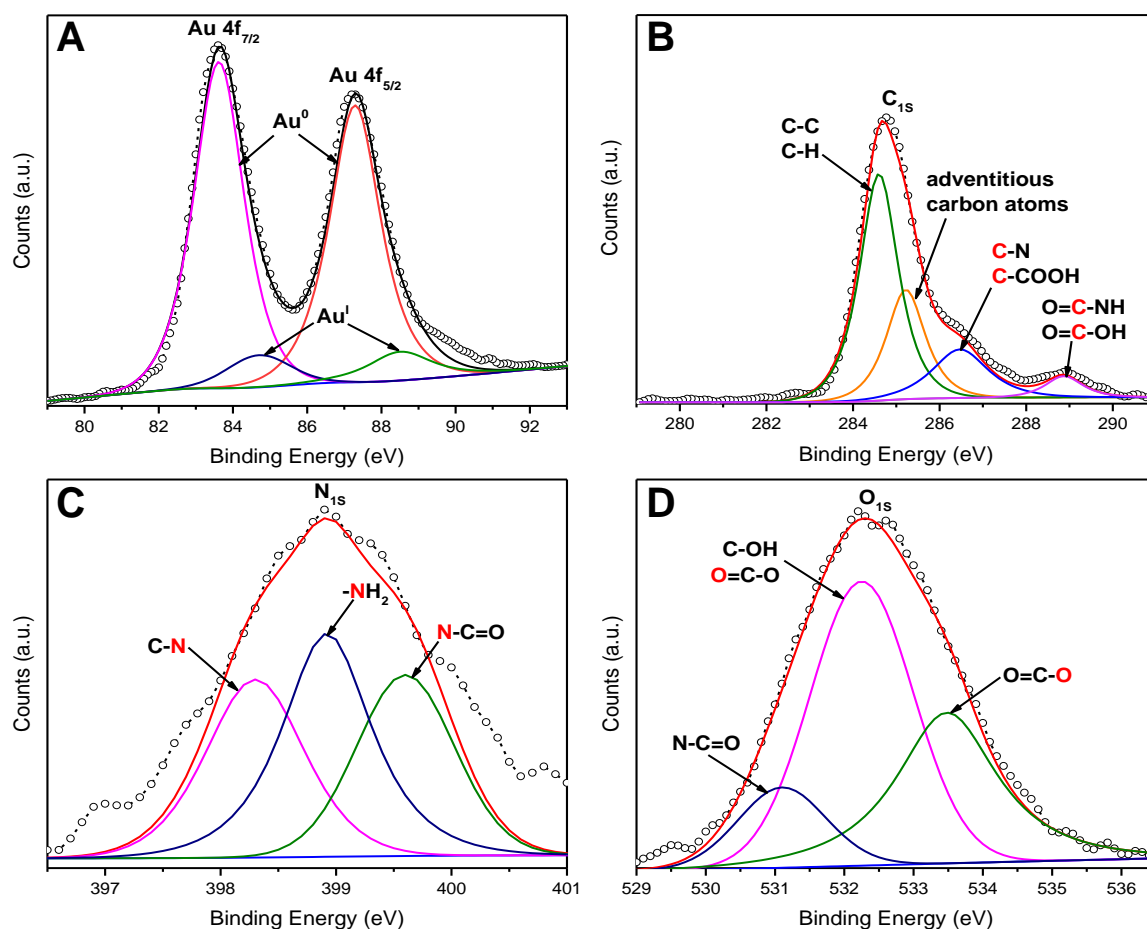 A
Au 4f7/2
Au 4f5/2
Au0
AuI
Counts (a.u.)
80 82 84 86 88 90 92
Binding Energy (eV)
B
C1S
C-C
C-H
adventitious
carbon atoms
C-N
C-COOH
O=C-NH
O=C-OH
Counts (a.u.)
280 282 284 286 288 290
Binding Energy (eV)
C
N1S
-NH2
C-N
N-C=O
Counts (a.u.)
397 398 399 400 401
Binding Energy (eV)
D
O1S
C-OH
O=C-O
O=C-O
N-C=O
Counts (a.u.)
529 530 531 532 533 534 535 536
Binding Energy (eV)